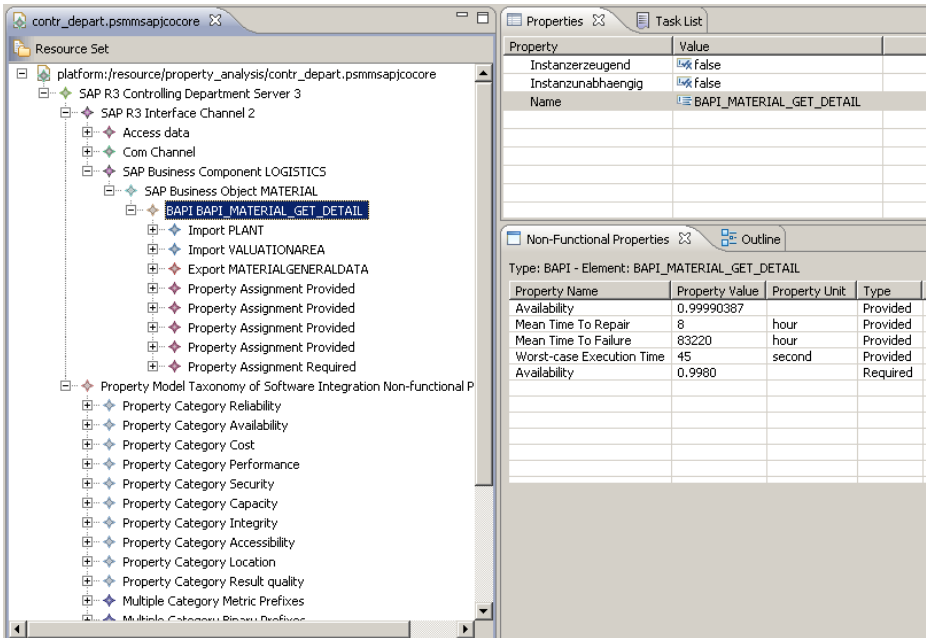 contr_depart.psmmsapjcocore
Resource Set
platform:/resource/property_analysis/contr_depart.psmmsapjcocore
SAP R3 Controlling Department Server 3
SAP R3 Interface Channel 2
Access data
Com Channel
SAP Business Component LOGISTICS
SAP Business Object MATERIAL
BAPI BAPI_MATERIAL_GET_DETAIL
Import PLANT
Import VALUATIONAREA
Export MATERIALGENERALDATA
Property Assignment Provided
Property Assignment Provided
Property Assignment Provided
Property Assignment Provided
Property Assignment Required
Property Model Taxonomy of Software Integration Non-functional P
Property Category Reliability
Property Category Availability
Property Category Cost
Property Category Performance
Property Category Security
Property Category Capacity
Property Category Integrity
Property Category Accessibility
Property Category Location
Property Category Result quality
Multiple Category Metric Prefixes
Multiple Category Binary Prefixes
Properties Task List
Property Value
Instanzerzeugend false
Instanzunabhaengig false
Name BAPI_MATERIAL_GET_DETAIL
Non-Functional Properties Outline
Type: BAPI - Element: BAPI_MATERIAL_GET_DETAIL
Property Name Property Value Property Unit Type
Availability 0.99990387 Provided
Mean Time To Repair 8 hour Provided
Mean Time To Failure 83220 hour Provided
Worst-case Execution Time 45 second Provided
Availability 0.9980 Required